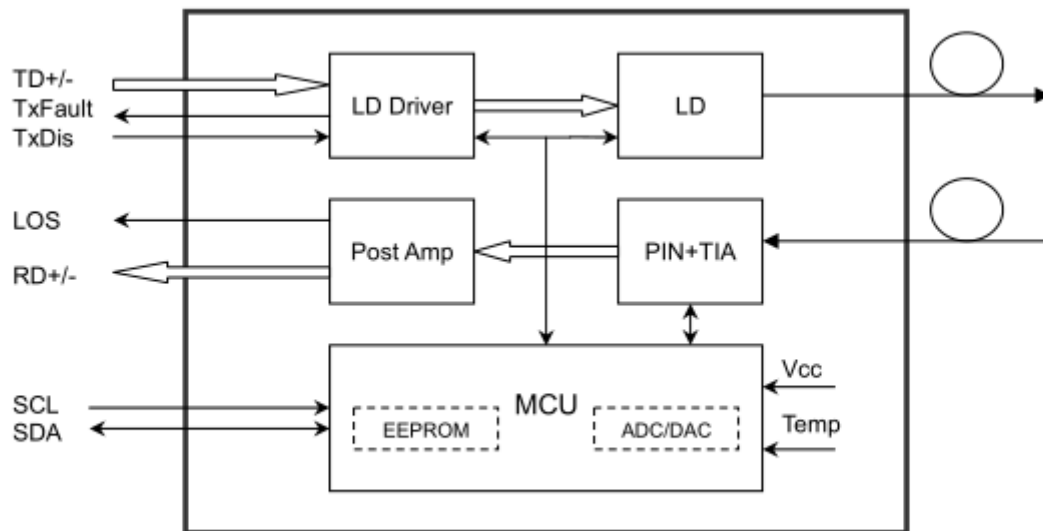 TD+/-
TxFault
TxDis
LD Driver
LD
LOS
RD+/-
Post Amp
PIN+TIA
SCL
SDA
MCU
EEPROM
ADC/DAC
Vcc
Temp